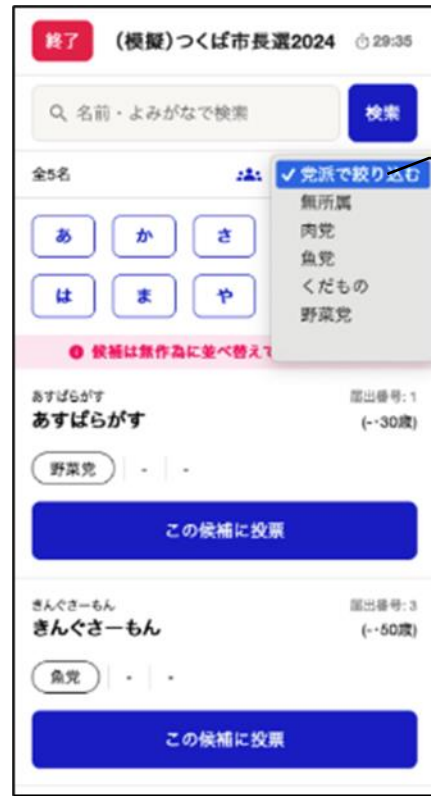 終了 (模擬)つくば市長選2024 29:35
名前・よみがなで検索 検索
全5名 ✓党派で絞り込む
無所属
肉党
魚党
くだもの
野菜党
あ か さ
は ま や
候補は無作為に並べ替えて
あすぱらがす 届出番号: 1
あすぱらがす (--30歳)
野菜党 - -
この候補に投票
きんぐさーもん 届出番号: 3
きんぐさーもん (--50歳)
魚党 - -
この候補に投票